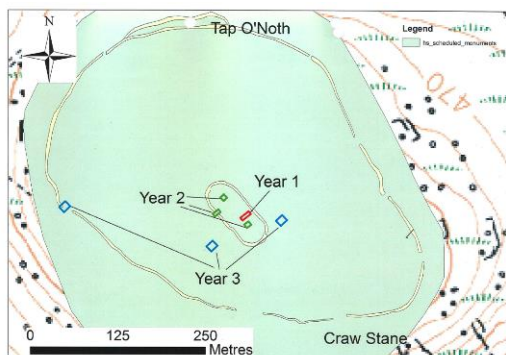 N
Tap O'Noth
Legend
hs_scheduled_monuments
470
Year 1
Year 2
Year 3
0 125 250
Metres
Craw Stane